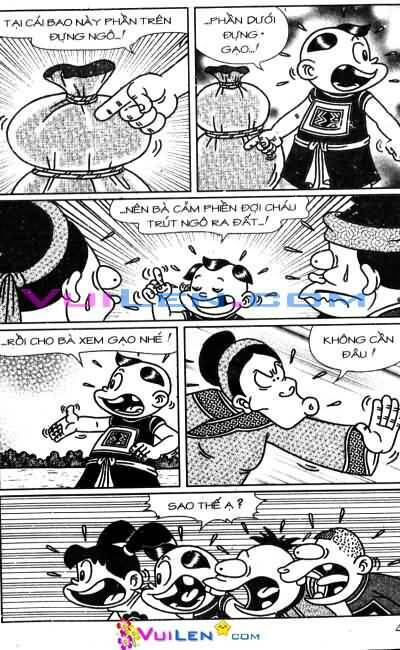 TẠI CÁI BAO NÀY PHẦN TRÊN
ĐỰNG NGÔ..!
..PHẦN DƯỚI
ĐỰNG
GẠO...!
..NÊN BÀ CẢM PHIỀN ĐỢI CHÁU
TRÚT NGÔ RA ĐẤT...!
VUILEN.COM
..RỒI CHO BÀ XEM GẠO NHÉ!
KHÔNG CẦN
ĐÂU!
SAO THẾ Ạ?
4
VUILEN.COM